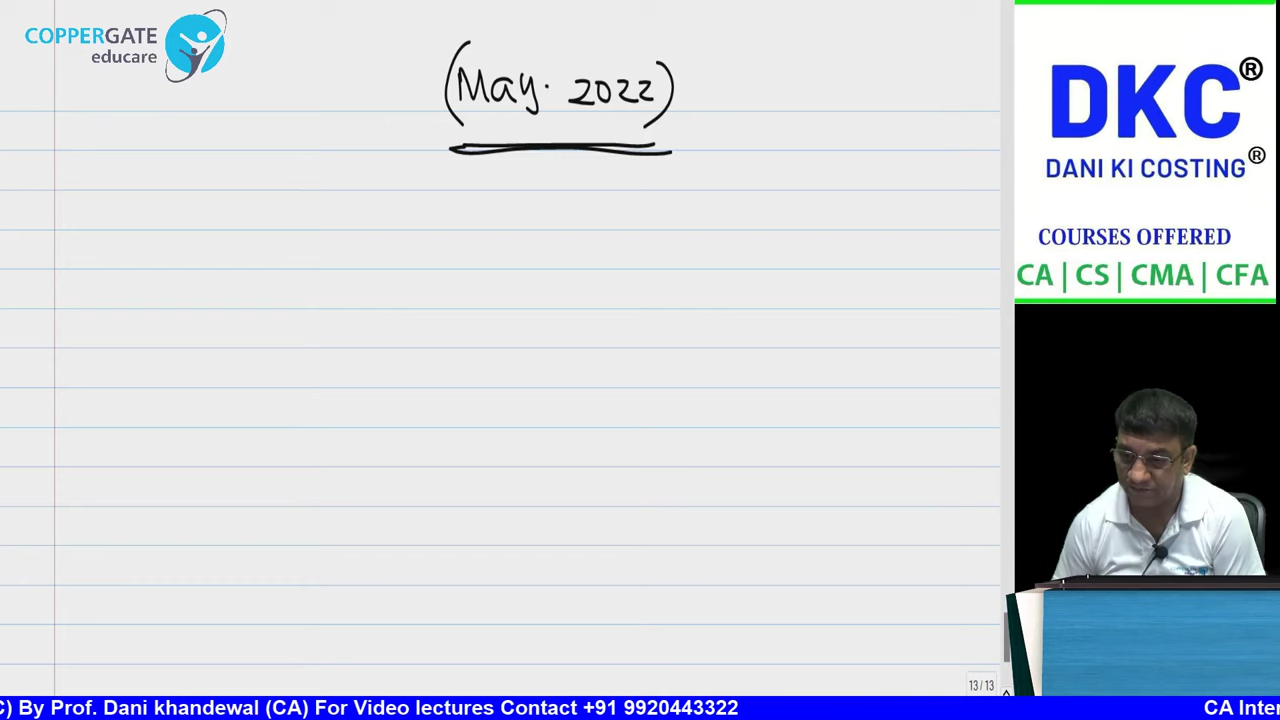 COPPERGATE
educare
(May. 2022)
DKC®
DANI KI COSTING®
COURSES OFFERED
CA | CS | CMA | CFA
13/13
C) By Prof. Dani khandewal (CA) For Video lectures Contact +91 9920443322
CA Inter